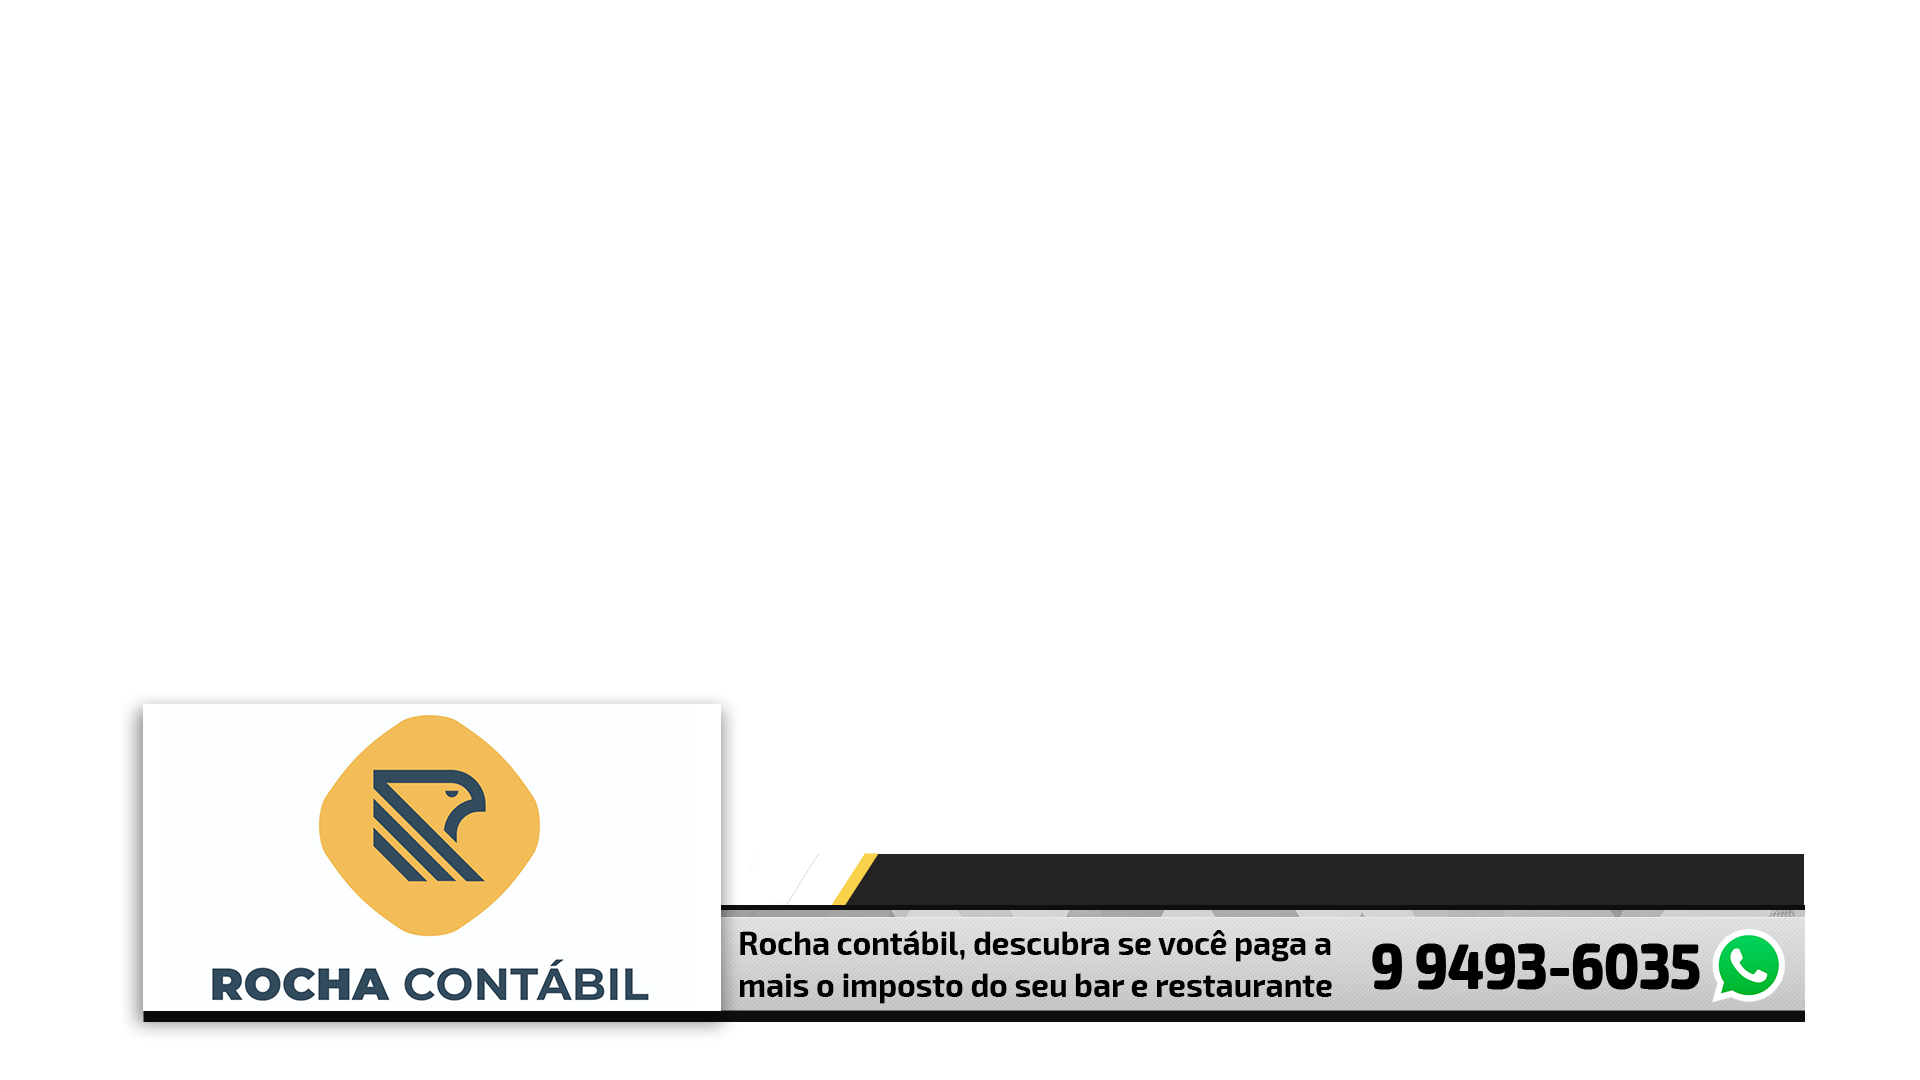 ROCHA CONTÁBIL
Rocha contábil, descubra se você paga a
mais o imposto do seu bar e restaurante
9 9493-6035